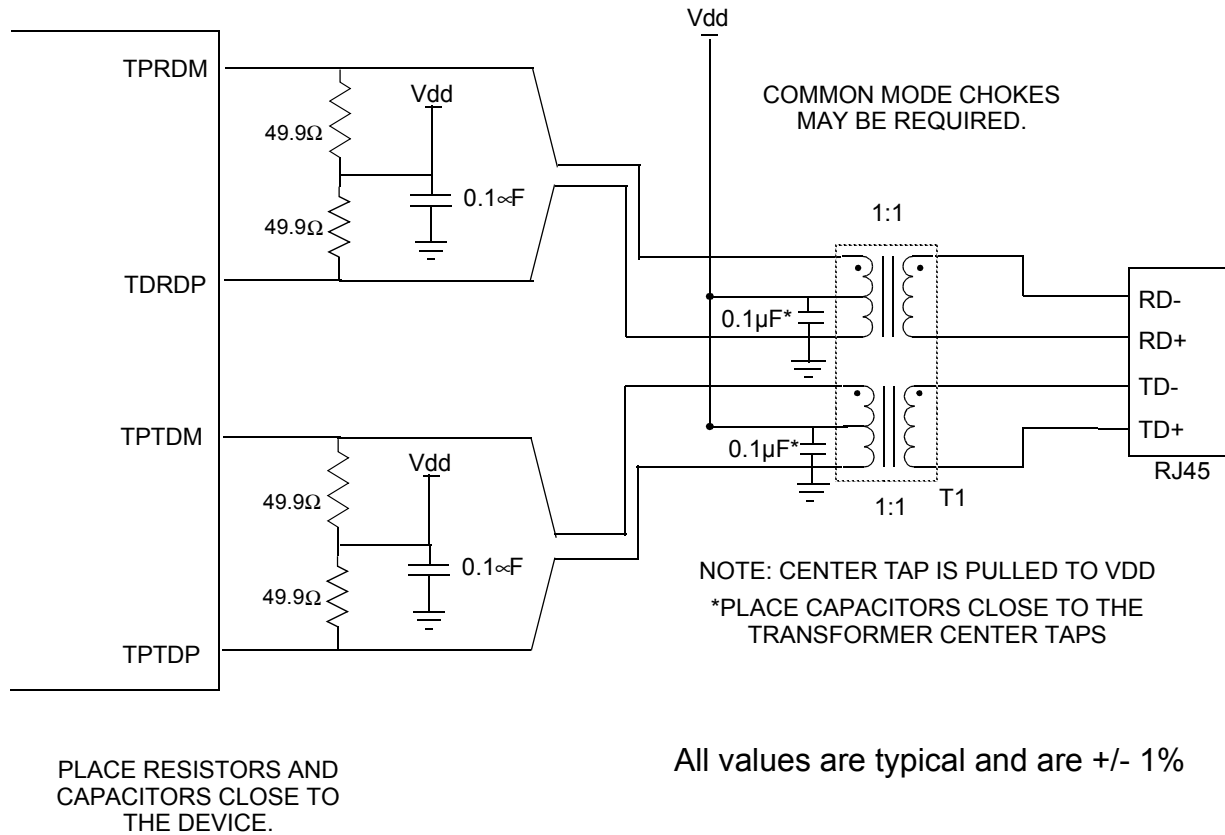 Vdd
TPRDM
Vdd
COMMON MODE CHOKES
MAY BE REQUIRED.
49.9Ω
0.1∝F
1:1
49.9Ω
TDRDP
RD-
0.1µF*
RD+
TD-
TPTDM
TD+
0.1µF*
Vdd
RJ45
49.9Ω
1:1
T1
0.1∝F
NOTE: CENTER TAP IS PULLED TO VDD
49.9Ω
*PLACE CAPACITORS CLOSE TO THE
TRANSFORMER CENTER TAPS
TPTDP
PLACE RESISTORS AND
CAPACITORS CLOSE TO
THE DEVICE.
All values are typical and are +/- 1%